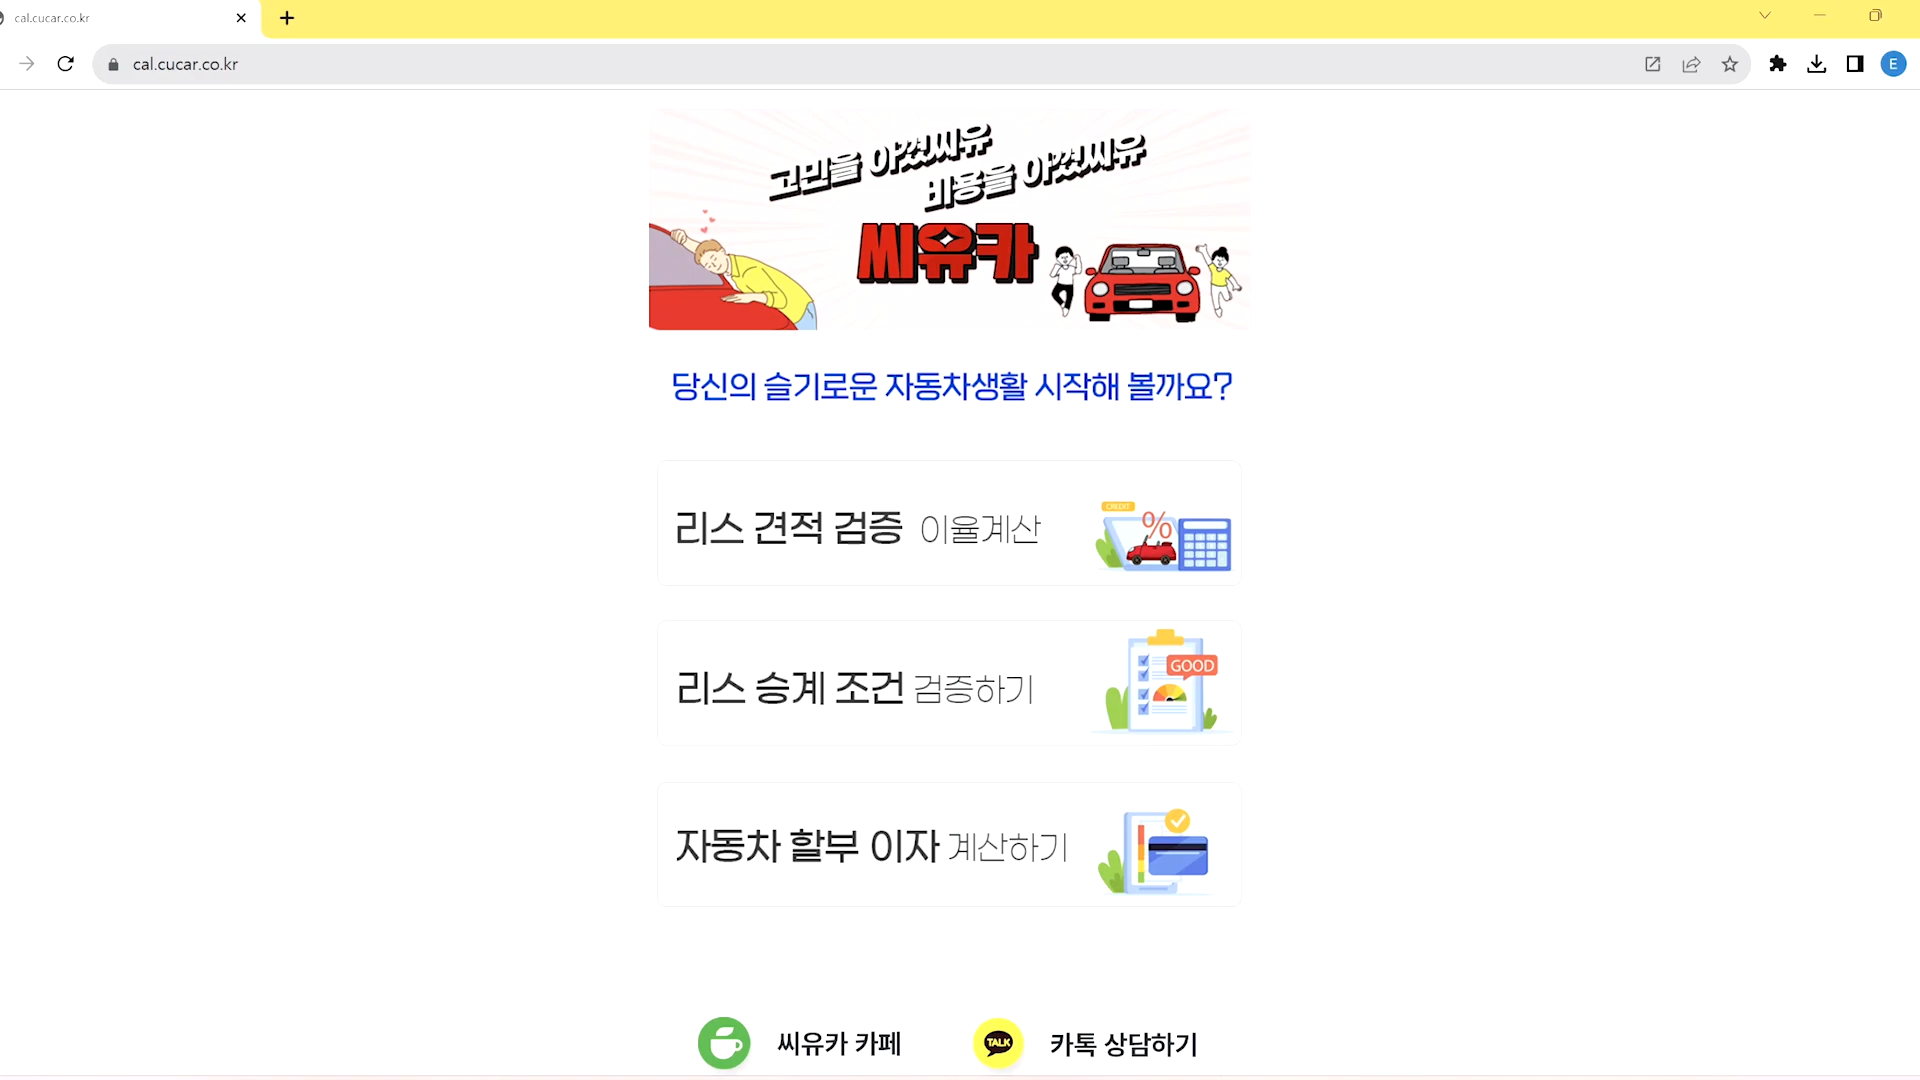 cal.cucar.co.kr
cal.cucar.co.kr
E
고민을 아꼈씨유
비용을 아꼈씨유
씨유카
당신의 슬기로운 자동차생활 시작해 볼까요?
리스 견적 검증 이율계산
CREDIT
%
리스 승계 조건 검증하기
GOOD
자동차 할부 이자 계산하기
씨유카 카페
TALK
카톡 상담하기